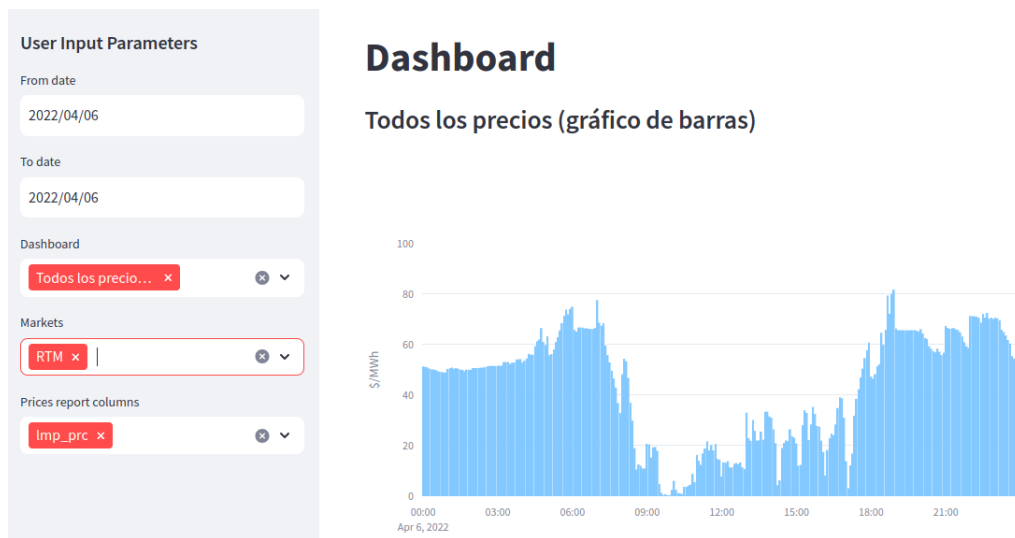 User Input Parameters
From date
2022/04/06
To date
2022/04/06
Dashboard
Todos los precio...
Markets
RTM
Prices report columns
lmp_prc
Dashboard
Todos los precios (gráfico de barras)
$/MWh
100
80
60
40
20
0
00:00 03:00 06:00 09:00 12:00 15:00 18:00 21:00
Apr 6, 2022